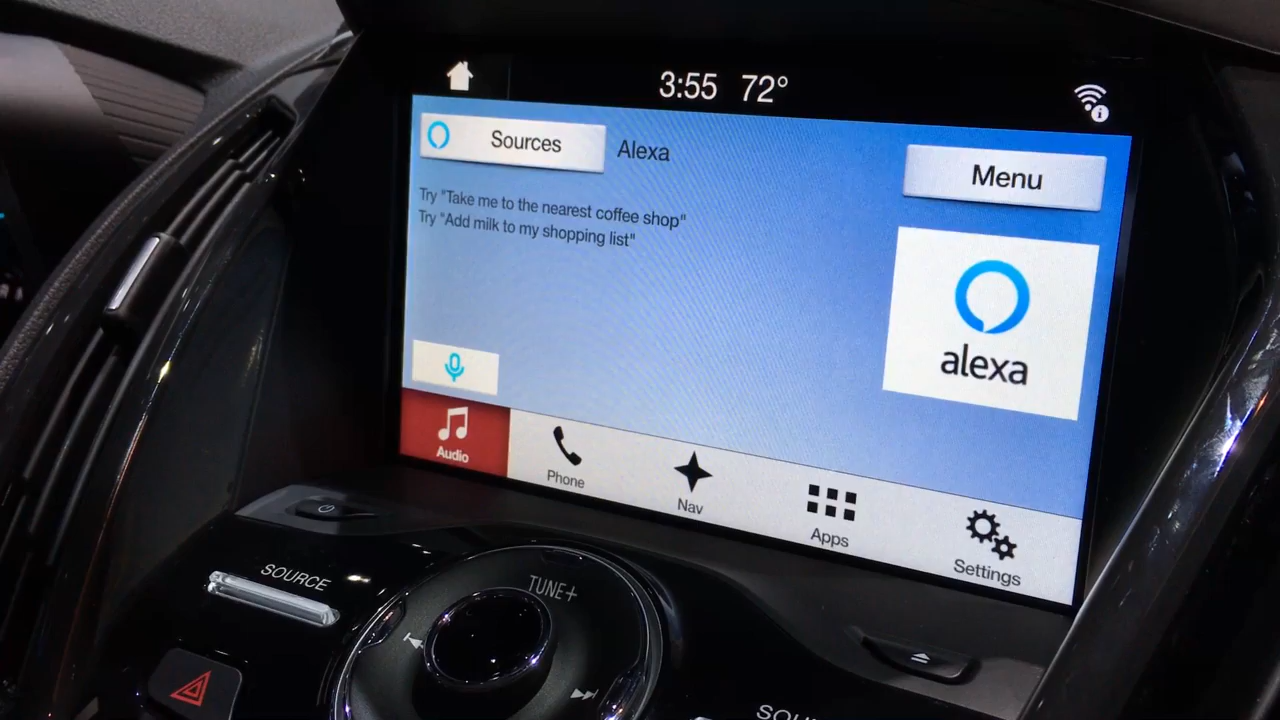 3:55 72°
Sources
Alexa
Menu
Try "Take me to the nearest coffee shop"
Try "Add milk to my shopping list"
alexa
Audio
Phone
Nav
Apps
Settings
SOURCE
TUNE+